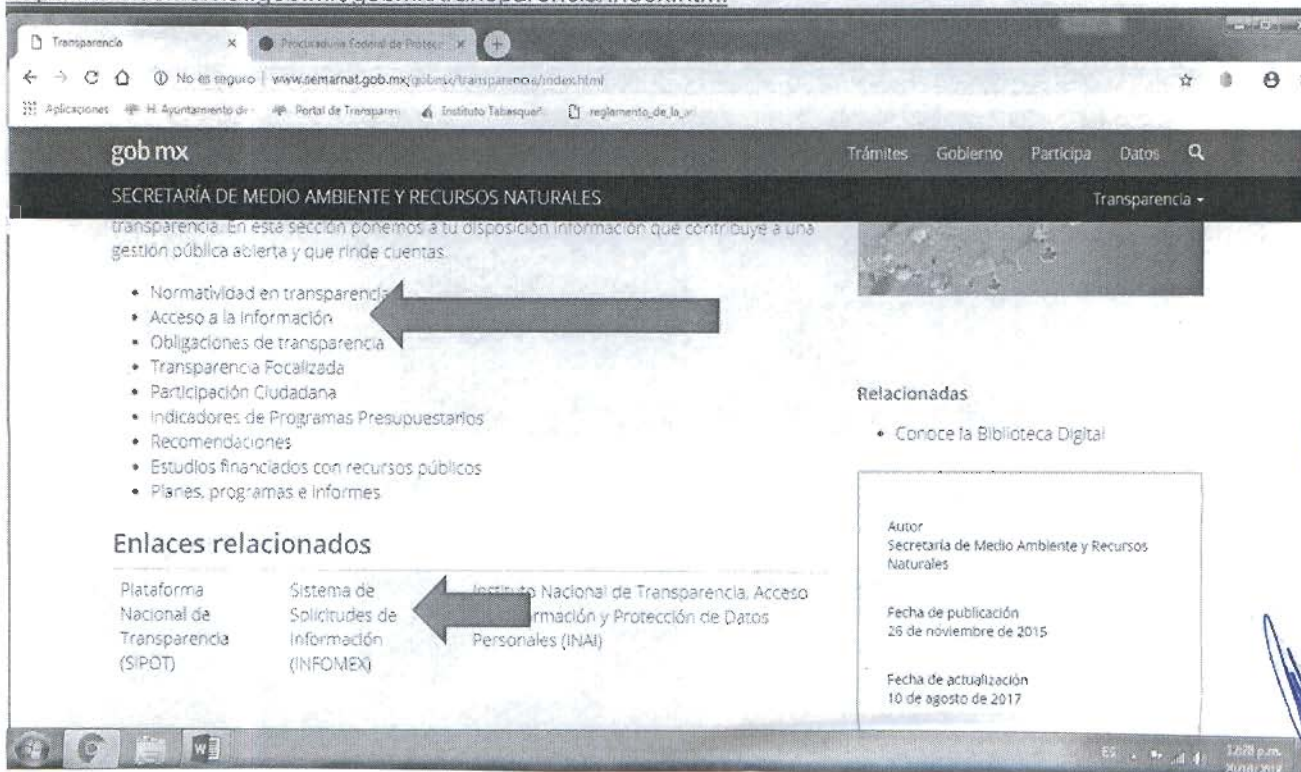 Transparencia
Procuraduría Federal de Protecc
No es seguro | www.semarnat.gob.mx/gobmx/transparencia/index.html
Aplicaciones H. Ayuntamiento de Portal de Transparen Instituto Tabasqueñ reglamento_de_la_
gob mx
Trámites Gobierno Participa Datos
SECRETARÍA DE MEDIO AMBIENTE Y RECURSOS NATURALES
Transparencia
transparencia. En esta sección ponemos a tu disposición información que contribuye a una
gestión pública abierta y que rinde cuentas.
• Normatividad en transparencia
• Acceso a la información
• Obligaciones de transparencia
• Transparencia Focalizada
• Participación Ciudadana
• Indicadores de Programas Presupuestarios
• Recomendaciones
• Estudios financiados con recursos públicos
• Planes, programas e informes
Enlaces relacionados
Plataforma
Nacional de
Transparencia
(SIPOT)
Sistema de
Solicitudes de
Información
(INFOMEX)
Instituto Nacional de Transparencia, Acceso
ormación y Protección de Datos
Personales (INAI)
Relacionadas
• Conoce la Biblioteca Digital
Autor
Secretaría de Medio Ambiente y Recursos
Naturales
Fecha de publicación
26 de noviembre de 2015
Fecha de actualización
10 de agosto de 2017
ES
12:28 p.m.